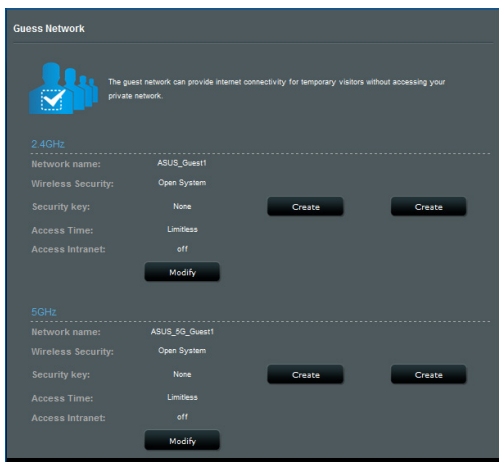 Guess Network
The guest network can provide internet connectivity for temporary visitors without accessing your
private network.
2.4GHz
Network name: ASUS_Guest1
Wireless Security: Open System
Security key: None Create Create
Access Time: Limitless
Access Intranet: off
Modify
5GHz
Network name: ASUS_5G_Guest1
Wireless Security: Open System
Security key: None Create Create
Access Time: Limitless
Access Intranet: off
Modify